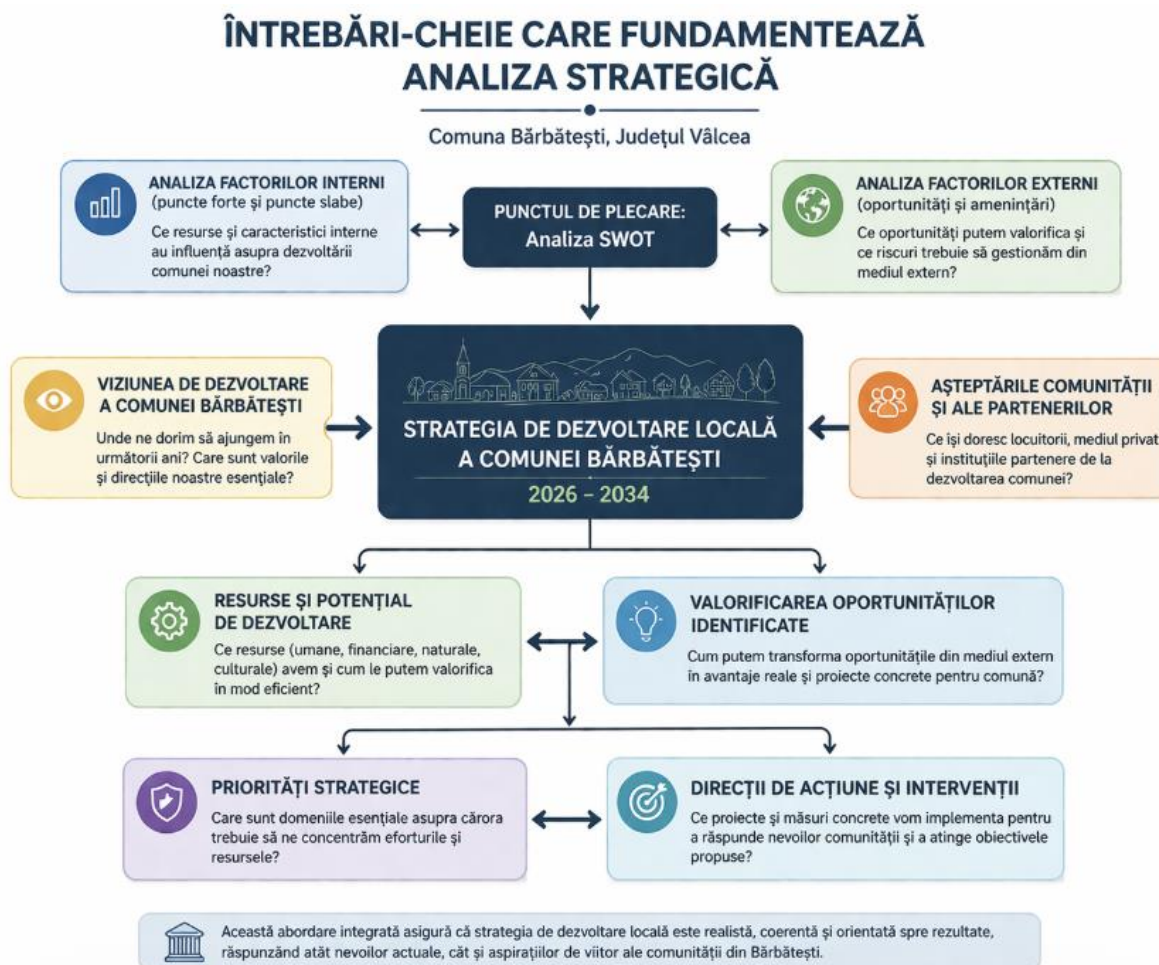 ÎNTREBĂRI-CHEIE CARE FUNDAMENTEAZĂ
ANALIZA STRATEGICĂ
Comuna Bărbătești, Județul Vâlcea
ANALIZA FACTORILOR INTERNI
(puncte forte și puncte slabe)
Ce resurse și caracteristici interne
au influență asupra dezvoltării
comunei noastre?
PUNCTUL DE PLECARE:
Analiza SWOT
ANALIZA FACTORILOR EXTERNI
(oportunități și amenințări)
Ce oportunități putem valorifica și
ce riscuri trebuie să gestionăm din
mediul extern?
VIZIUNEA DE DEZVOLTARE
A COMUNEI BĂRBĂTEȘTI
Unde ne dorim să ajungem în
următorii ani? Care sunt valorile
și direcțiile noastre esențiale?
STRATEGIA DE DEZVOLTARE LOCALĂ
A COMUNEI BĂRBĂTEȘTI
2026 – 2034
AȘTEPTĂRILE COMUNITĂȚII
ȘI ALE PARTENERILOR
Ce își doresc locuitorii, mediul privat
și instituțiile partenere de la
dezvoltarea comunei?
RESURSE ȘI POTENȚIAL
DE DEZVOLTARE
Ce resurse (umane, financiare, naturale,
culturale) avem și cum le putem valorifica
în mod eficient?
VALORIFICAREA OPORTUNITĂȚILOR
IDENTIFICATE
Cum putem transforma oportunitățile din mediul extern
în avantaje reale și proiecte concrete pentru comună?
PRIORITĂȚI STRATEGICE
Care sunt domeniile esențiale asupra cărora
trebuie să ne concentrăm eforturile și
resursele?
DIRECȚII DE ACȚIUNE ȘI INTERVENȚII
Ce proiecte și măsuri concrete vom implementa pentru
a răspunde nevoilor comunității și a atinge obiectivele
propuse?
Această abordare integrată asigură că strategia de dezvoltare locală este realistă, coerentă și orientată spre rezultate,
răspunzând atât nevoilor actuale, cât și aspirațiilor de viitor ale comunității din Bărbătești.